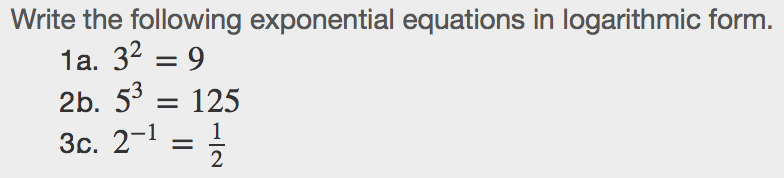 Write the following exponential equations in logarithmic form.
1a. 3² = 9
2b. 5³ = 125
3c. 2⁻¹ = 1/2